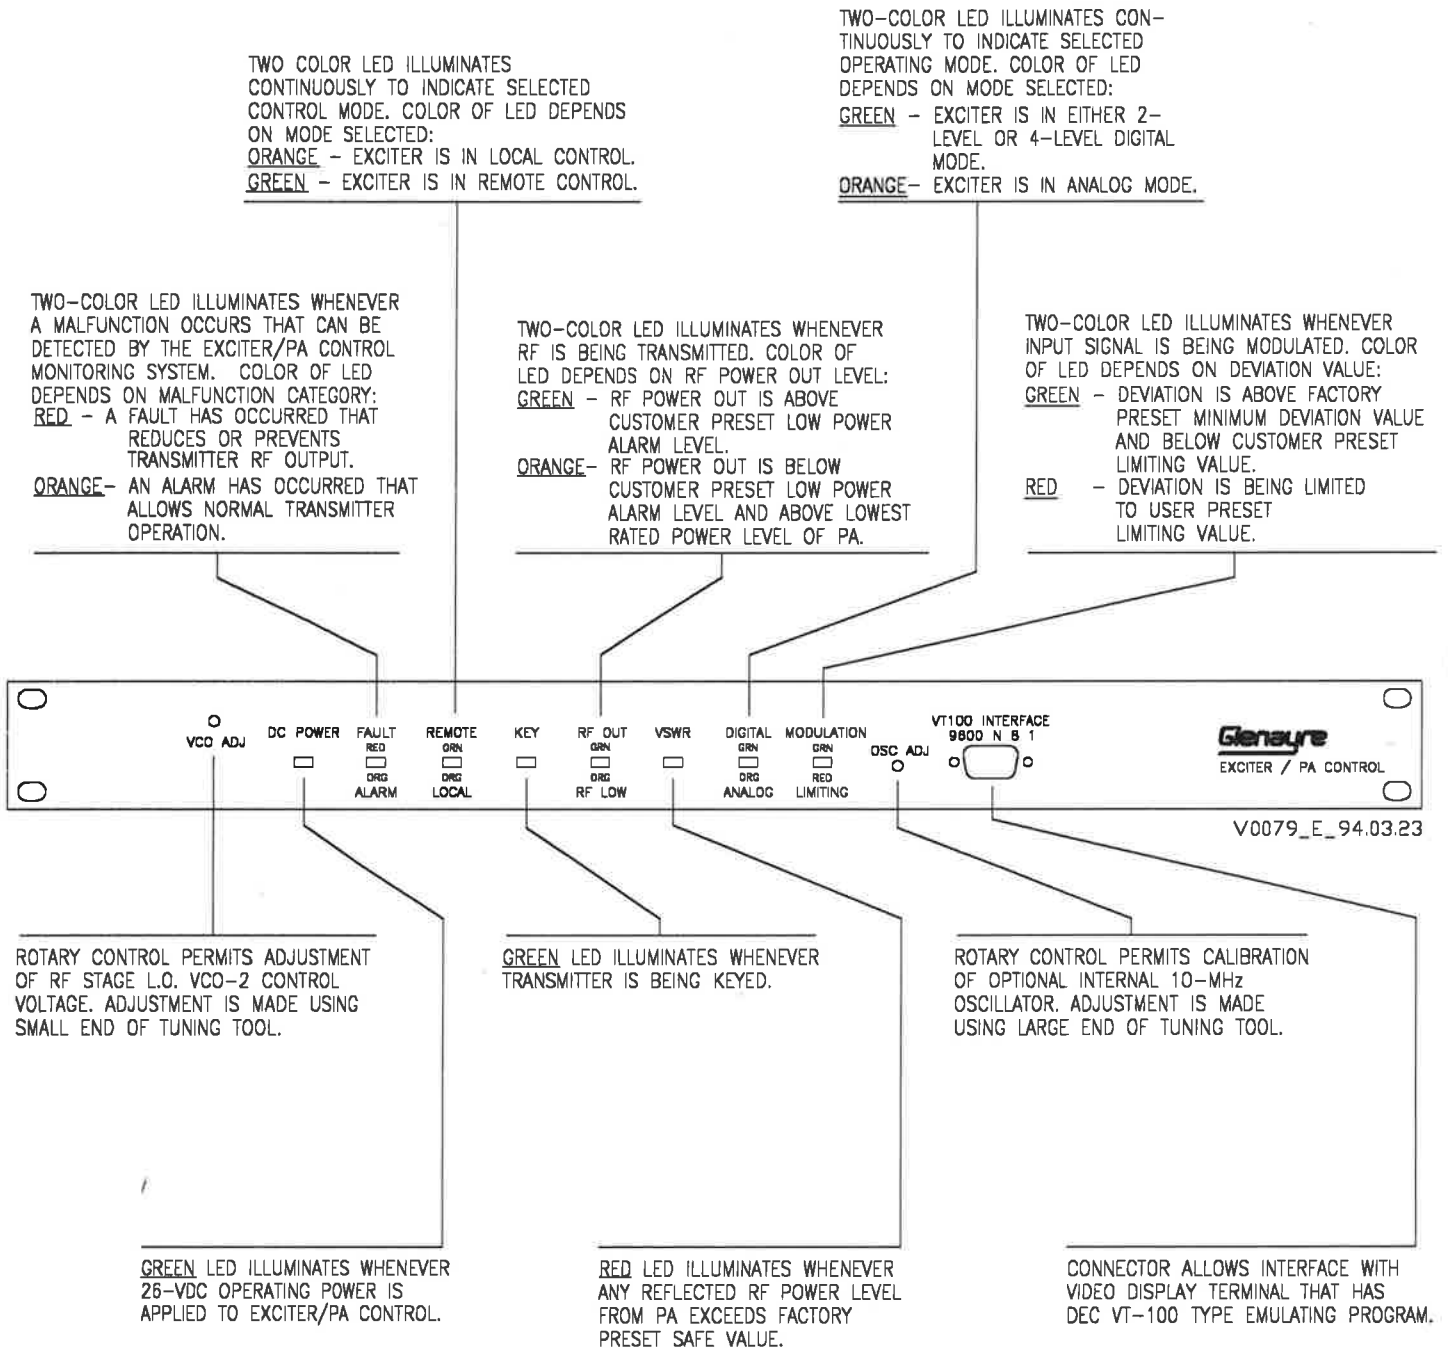 TWO-COLOR LED ILLUMINATES CON-
TINUOUSLY TO INDICATE SELECTED
OPERATING MODE. COLOR OF LED
DEPENDS ON MODE SELECTED:
GREEN - EXCITER IS IN EITHER 2-
LEVEL OR 4-LEVEL DIGITAL
MODE.
ORANGE- EXCITER IS IN ANALOG MODE.
TWO COLOR LED ILLUMINATES
CONTINUOUSLY TO INDICATE SELECTED
CONTROL MODE. COLOR OF LED DEPENDS
ON MODE SELECTED:
ORANGE - EXCITER IS IN LOCAL CONTROL.
GREEN - EXCITER IS IN REMOTE CONTROL.
TWO-COLOR LED ILLUMINATES WHENEVER
A MALFUNCTION OCCURS THAT CAN BE
DETECTED BY THE EXCITER/PA CONTROL
MONITORING SYSTEM. COLOR OF LED
DEPENDS ON MALFUNCTION CATEGORY:
RED - A FAULT HAS OCCURRED THAT
REDUCES OR PREVENTS
TRANSMITTER RF OUTPUT.
ORANGE- AN ALARM HAS OCCURRED THAT
ALLOWS NORMAL TRANSMITTER
OPERATION.
TWO-COLOR LED ILLUMINATES WHENEVER
RF IS BEING TRANSMITTED. COLOR OF
LED DEPENDS ON RF POWER OUT LEVEL:
GREEN - RF POWER OUT IS ABOVE
CUSTOMER PRESET LOW POWER
ALARM LEVEL.
ORANGE- RF POWER OUT IS BELOW
CUSTOMER PRESET LOW POWER
ALARM LEVEL AND ABOVE LOWEST
RATED POWER LEVEL OF PA.
TWO-COLOR LED ILLUMINATES WHENEVER
INPUT SIGNAL IS BEING MODULATED. COLOR
OF LED DEPENDS ON DEVIATION VALUE:
GREEN - DEVIATION IS ABOVE FACTORY
PRESET MINIMUM DEVIATION VALUE
AND BELOW CUSTOMER PRESET
LIMITING VALUE.
RED - DEVIATION IS BEING LIMITED
TO USER PRESET
LIMITING VALUE.
VCO ADJ
DC POWER
FAULT
RED
ORG
ALARM
REMOTE
GRN
ORG
LOCAL
KEY
RF OUT
GRN
ORG
RF LOW
VSWR
DIGITAL
GRN
ORG
ANALOG
MODULATION
GRN
RED
LIMITING
OSC ADJ
VT100 INTERFACE
9600 N 8 1
Glenayre
EXCITER / PA CONTROL
V0079_E_94.03.23
ROTARY CONTROL PERMITS ADJUSTMENT
OF RF STAGE L.O. VCO-2 CONTROL
VOLTAGE. ADJUSTMENT IS MADE USING
SMALL END OF TUNING TOOL.
GREEN LED ILLUMINATES WHENEVER
TRANSMITTER IS BEING KEYED.
ROTARY CONTROL PERMITS CALIBRATION
OF OPTIONAL INTERNAL 10-MHz
OSCILLATOR. ADJUSTMENT IS MADE
USING LARGE END OF TUNING TOOL.
GREEN LED ILLUMINATES WHENEVER
26-VDC OPERATING POWER IS
APPLIED TO EXCITER/PA CONTROL.
RED LED ILLUMINATES WHENEVER
ANY REFLECTED RF POWER LEVEL
FROM PA EXCEEDS FACTORY
PRESET SAFE VALUE.
CONNECTOR ALLOWS INTERFACE WITH
VIDEO DISPLAY TERMINAL THAT HAS
DEC VT-100 TYPE EMULATING PROGRAM.